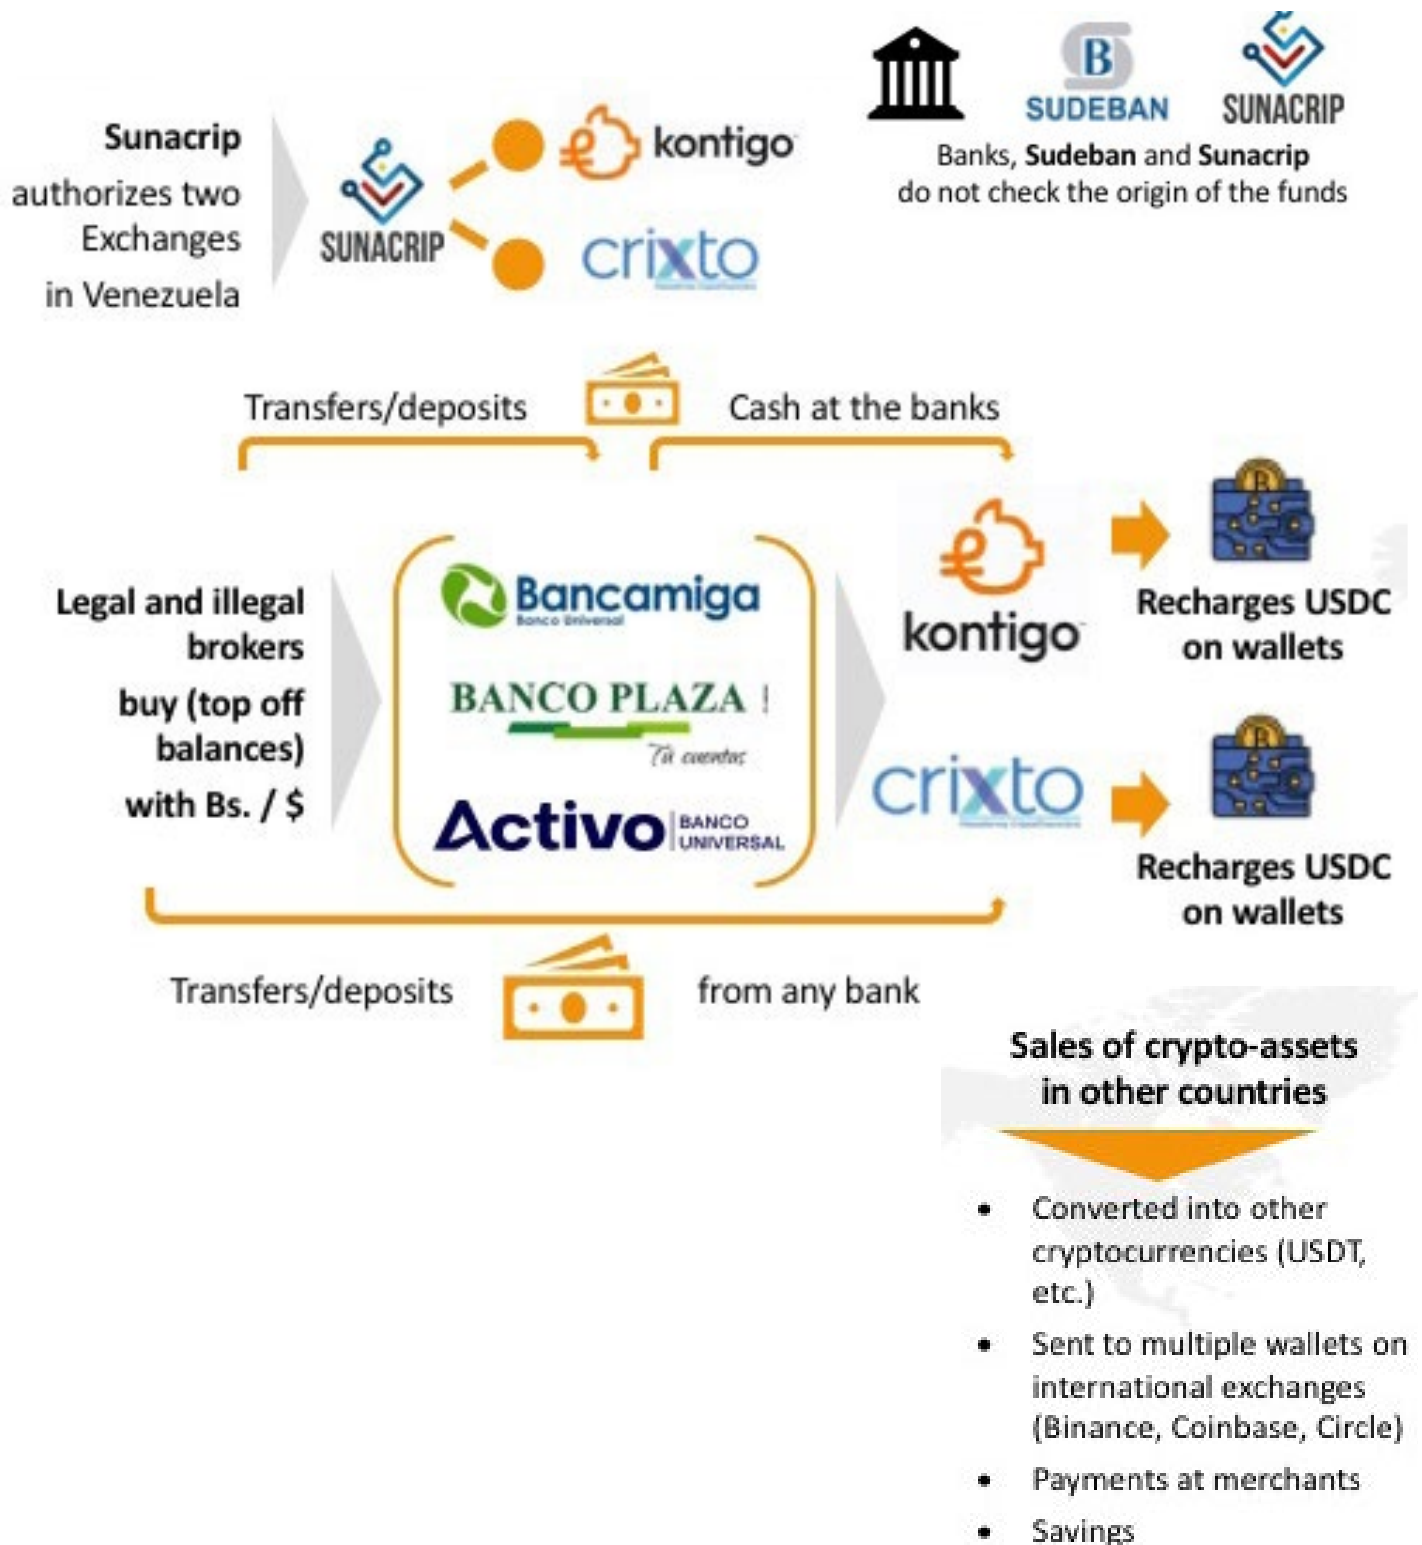 Sunacrip
authorizes two
Exchanges
in Venezuela
SUNACRIP
kontigo
crixto
B
SUDEBAN
SUNACRIP
Banks, Sudeban and Sunacrip
do not check the origin of the funds
Transfers/deposits
Cash at the banks
Legal and illegal
brokers
buy (top off
balances)
with Bs. / $
Bancamiga
Banco Universal
BANCO PLAZA
Tú cuentas
Activo BANCO
UNIVERSAL
kontigo
crixto
B
Recharges USDC
on wallets
B
Recharges USDC
on wallets
Transfers/deposits
from any bank
Sales of crypto-assets
in other countries
• Converted into other
cryptocurrencies (USDT,
etc.)
• Sent to multiple wallets on
international exchanges
(Binance, Coinbase, Circle)
• Payments at merchants
• Savings